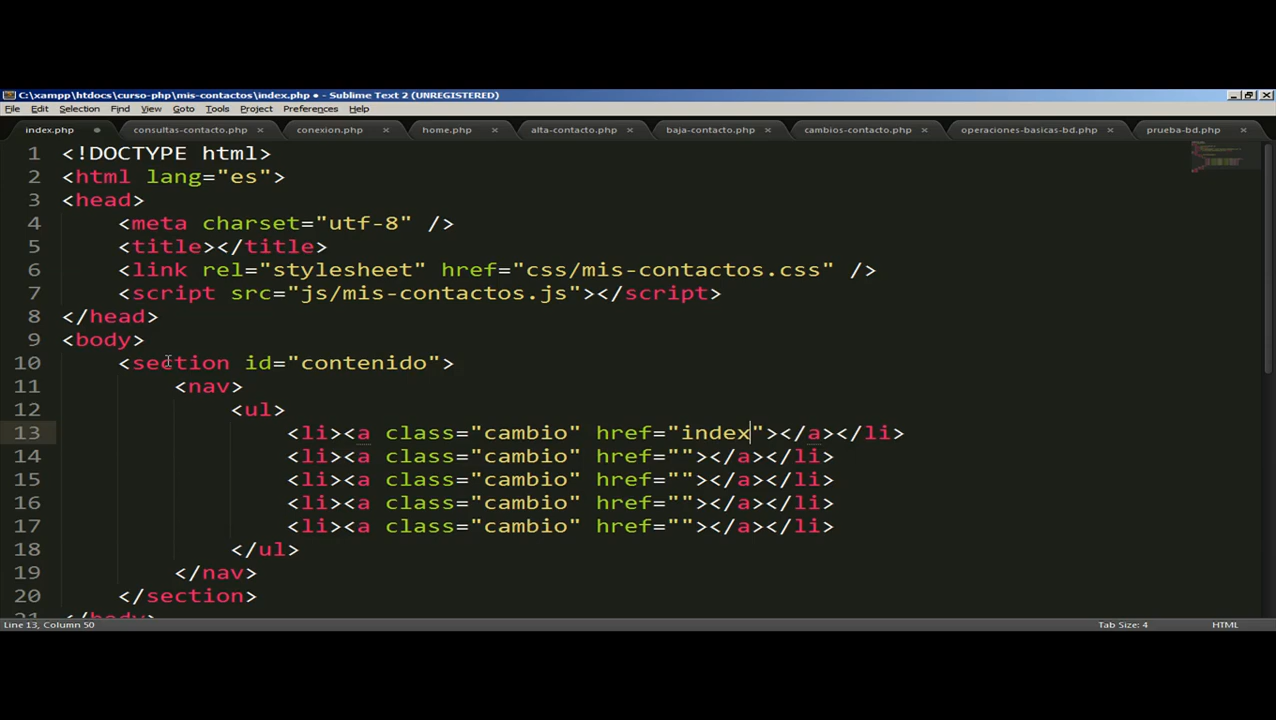 C:\xampp\htdocs\curso-php\mis-contactos\index.php • - Sublime Text 2 (UNREGISTERED)
File Edit Selection Find View Goto Tools Project Preferences Help
index.php consultas-contacto.php conexion.php home.php alta-contacto.php baja-contacto.php cambios-contacto.php operaciones-basicas-bd.php prueba-bd.php
1 <!DOCTYPE html>
2 <html lang="es">
3 <head>
4 <meta charset="utf-8" />
5 <title></title>
6 <link rel="stylesheet" href="css/mis-contactos.css" />
7 <script src="js/mis-contactos.js"></script>
8 </head>
9 <body>
10 <section id="contenido">
11 <nav>
12 <ul>
13 <li><a class="cambio" href="index"></a></li>
14 <li><a class="cambio" href=""></a></li>
15 <li><a class="cambio" href=""></a></li>
16 <li><a class="cambio" href=""></a></li>
17 <li><a class="cambio" href=""></a></li>
18 </ul>
19 </nav>
20 </section>
21 </body>
Line 13, Column 50 Tab Size: 4 HTML